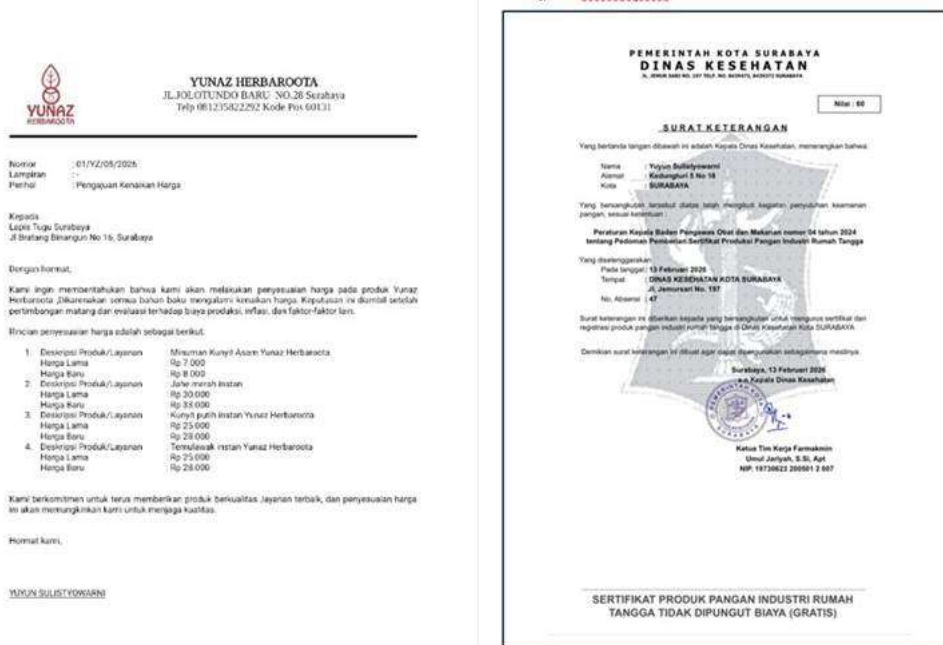 YUNAZ
HERBAROOTA
YUNAZ HERBAROOTA
JL.JOLOTUNDO BARU NO.28 Surabaya
Telp 081235822292 Kode Pos 60131
Nomor : 01/YZ/05/2026
Lampiran : -
Perihal : Pengajuan Kenaikan Harga
Kepada
Lapis Tugu Surabaya
Jl Bratang Binangun No 16, Surabaya
Dengan hormat,
Kami ingin memberitahukan bahwa kami akan melakukan penyesuaian harga pada produk Yunaz
Herbaroota ,Dikarenakan semua bahan baku mengalami kenaikan harga. Keputusan ini diambil setelah
pertimbangan matang dan evaluasi terhadap biaya produksi, inflasi, dan faktor-faktor lain.
Rincian penyesuaian harga adalah sebagai berikut.
1. Deskripsi Produk/Layanan : Minuman Kunyit Asam Yunaz Herbaroota
Harga Lama : Rp 7.000
Harga Baru : Rp 8.000
2. Deskripsi Produk/Layanan : Jahe merah instan
Harga Lama : Rp 30.000
Harga Baru : Rp 33.000
3. Deskripsi Produk/Layanan : Kunyit putih instan Yunaz Herbaroota
Harga Lama : Rp 25.000
Harga Baru : Rp 28.000
4. Deskripsi Produk/Layanan : Temulawak instan Yunaz Herbaroota
Harga Lama : Rp 25.000
Harga Baru : Rp 28.000
Kami berkomitmen untuk terus memberikan produk berkualitas ,layanan terbaik, dan penyesuaian harga
ini akan memungkinkan kami untuk menjaga kualitas.
Hormat kami,
YUYUN SULISTYOWARNI
PEMERINTAH KOTA SURABAYA
DINAS KESEHATAN
JL. JEMUR SARI NO. 197 TELP. NO. SURABAYA
Nilai : 60
SURAT KETERANGAN
Yang bertanda tangan dibawah ini adalah Kepala Dinas Kesehatan, menerangkan bahwa:
Nama : Yuyun Sulistyowarni
Alamat : Kedungturi 5 No 18
Kota : SURABAYA
Yang bersangkutan tersebut diatas telah mengikuti kegiatan penyuluhan keamanan
pangan, sesuai ketentuan :
Peraturan Kepala Badan Pengawas Obat dan Makanan nomor 04 tahun 2024
tentang Pedoman Pemberian Sertifikat Produksi Pangan Industri Rumah Tangga
Yang diselenggarakan
Pada tanggal : 13 Februari 2026
Tempat : DINAS KESEHATAN KOTA SURABAYA
Jl. Jemursari No. 197
No. Absensi : 47
Surat keterangan ini diberikan kepada yang bersangkutan untuk mengurus sertifikat dan
registrasi produk pangan industri rumah tangga di Dinas Kesehatan Kota SURABAYA
Demikian surat keterangan ini dibuat agar dapat dipergunakan sebagaimana mestinya.
Surabaya, 13 Februari 2026
a.n Kepala Dinas Kesehatan
Ketua Tim Kerja Farmakmin
Umul Jariyah, S.Si, Apt
NIP. 19730623 200501 2 007
SERTIFIKAT PRODUK PANGAN INDUSTRI RUMAH
TANGGA TIDAK DIPUNGUT BIAYA (GRATIS)